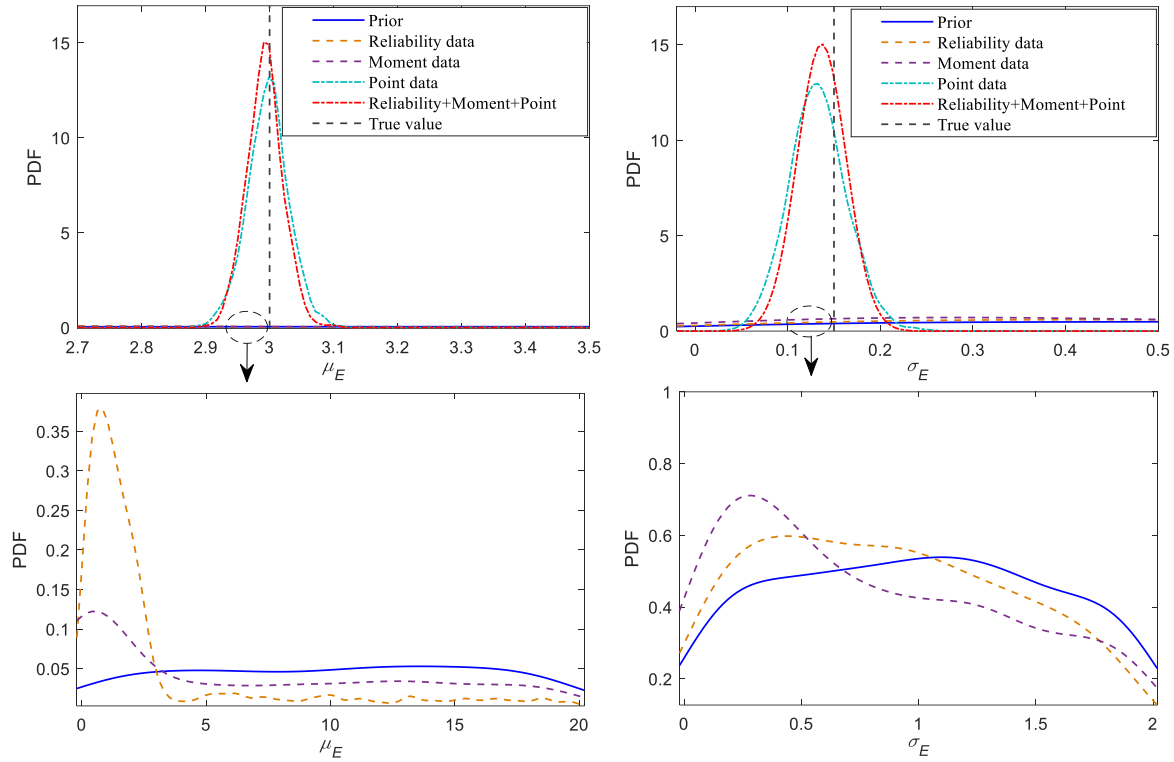 Prior
Reliability data
Moment data
Point data
Reliability+Moment+Point
True value
15
10
5
0
PDF
2.7 2.8 2.9 3 3.1 3.2 3.3 3.4 3.5
μ_E
Prior
Reliability data
Moment data
Point data
Reliability+Moment+Point
True value
15
10
5
0
PDF
0 0.1 0.2 0.3 0.4 0.5
σ_E
0.35
0.3
0.25
0.2
0.15
0.1
0.05
PDF
0 5 10 15 20
μ_E
1
0.8
0.6
0.4
0.2
PDF
0 0.5 1 1.5 2
σ_E